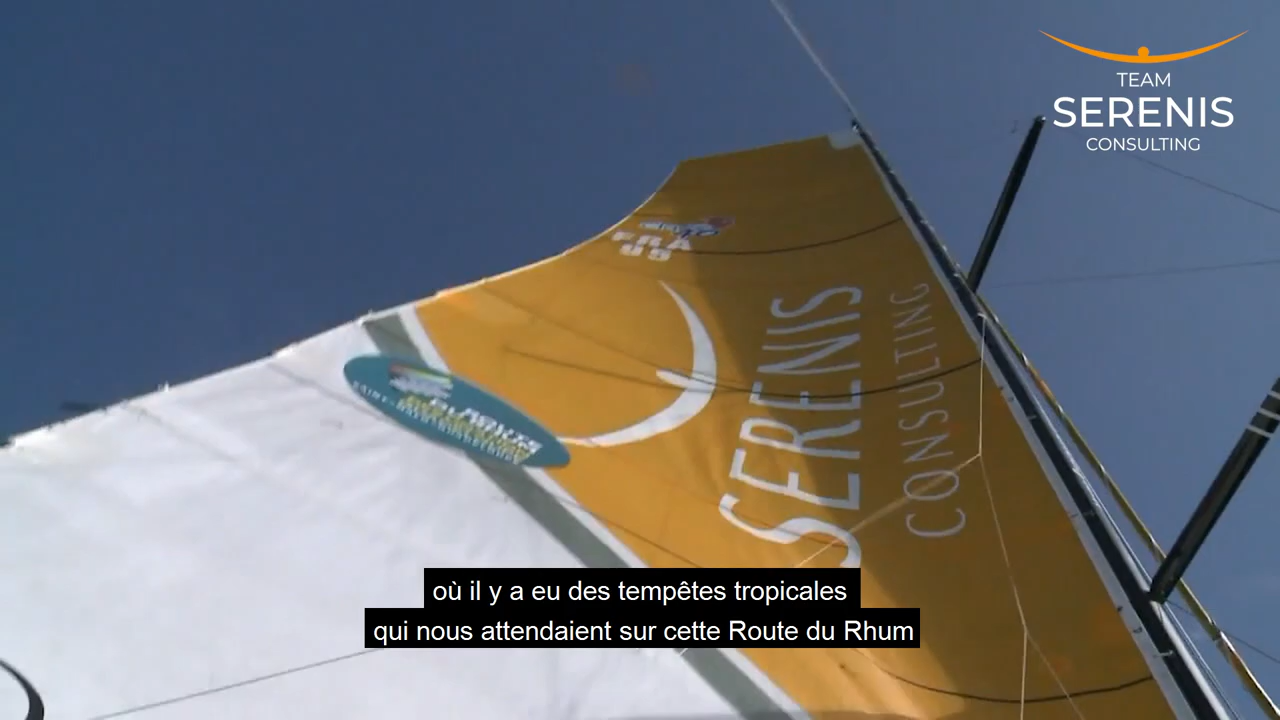 TEAM
SERENIS
CONSULTING
FRA
SERENIS
CONSULTING
où il y a eu des tempêtes tropicales
qui nous attendaient sur cette Route du Rhum